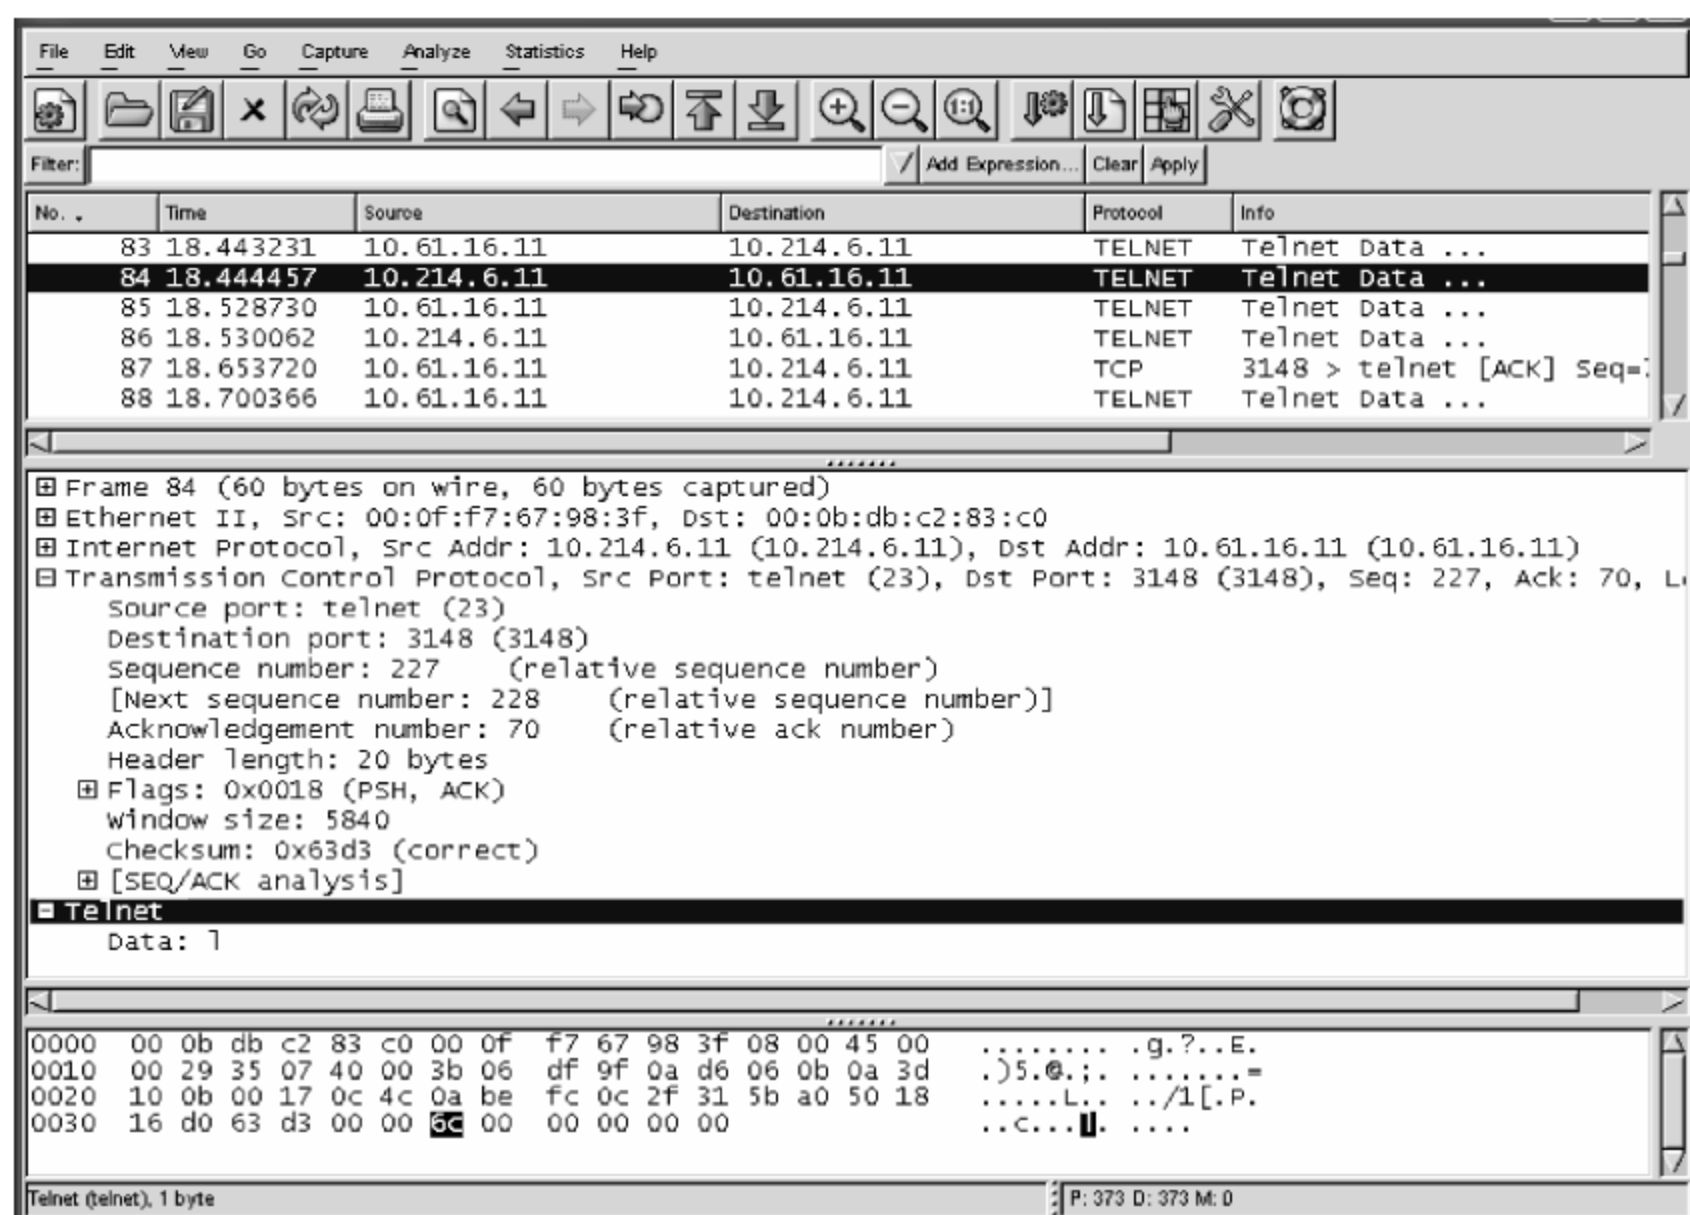 File Edit View Go Capture Analyze Statistics Help
Filter: Add Expression... Clear Apply
No. . Time Source Destination Protocol Info
83 18.443231 10.61.16.11 10.214.6.11 TELNET Telnet Data ...
84 18.444457 10.214.6.11 10.61.16.11 TELNET Telnet Data ...
85 18.528730 10.61.16.11 10.214.6.11 TELNET Telnet Data ...
86 18.530062 10.214.6.11 10.61.16.11 TELNET Telnet Data ...
87 18.653720 10.61.16.11 10.214.6.11 TCP 3148 > telnet [ACK] Seq=
88 18.700366 10.61.16.11 10.214.6.11 TELNET Telnet Data ...
Frame 84 (60 bytes on wire, 60 bytes captured)
Ethernet II, Src: 00:0f:f7:67:98:3f, Dst: 00:0b:db:c2:83:c0
Internet Protocol, Src Addr: 10.214.6.11 (10.214.6.11), Dst Addr: 10.61.16.11 (10.61.16.11)
Transmission Control Protocol, Src Port: telnet (23), Dst Port: 3148 (3148), Seq: 227, Ack: 70, L
Source port: telnet (23)
Destination port: 3148 (3148)
Sequence number: 227 (relative sequence number)
[Next sequence number: 228 (relative sequence number)]
Acknowledgement number: 70 (relative ack number)
Header length: 20 bytes
Flags: 0x0018 (PSH, ACK)
Window size: 5840
Checksum: 0x63d3 (correct)
[SEQ/ACK analysis]
Telnet
Data: l
0000 00 0b db c2 83 c0 00 0f f7 67 98 3f 08 00 45 00 ........ .g.?..E.
0010 00 29 35 07 40 00 3b 06 df 9f 0a d6 06 0b 0a 3d .)5.@.;. .......=
0020 10 0b 00 17 0c 4c 0a be fc 0c 2f 31 5b a0 50 18 .....L.. ../1[.P.
0030 16 d0 63 d3 00 00 6c 00 00 00 00 00 ..c...l. ....
Telnet (telnet), 1 byte P: 373 D: 373 M: 0